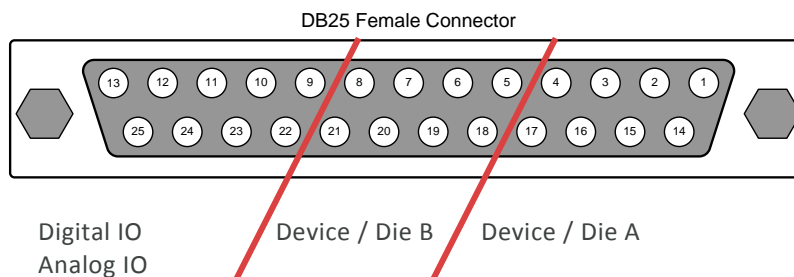 DB25 Female Connector
13 12 11 10 9 8 7 6 5 4 3 2 1
25 24 23 22 21 20 19 18 17 16 15 14
Digital IO Device / Die B Device / Die A
Analog IO